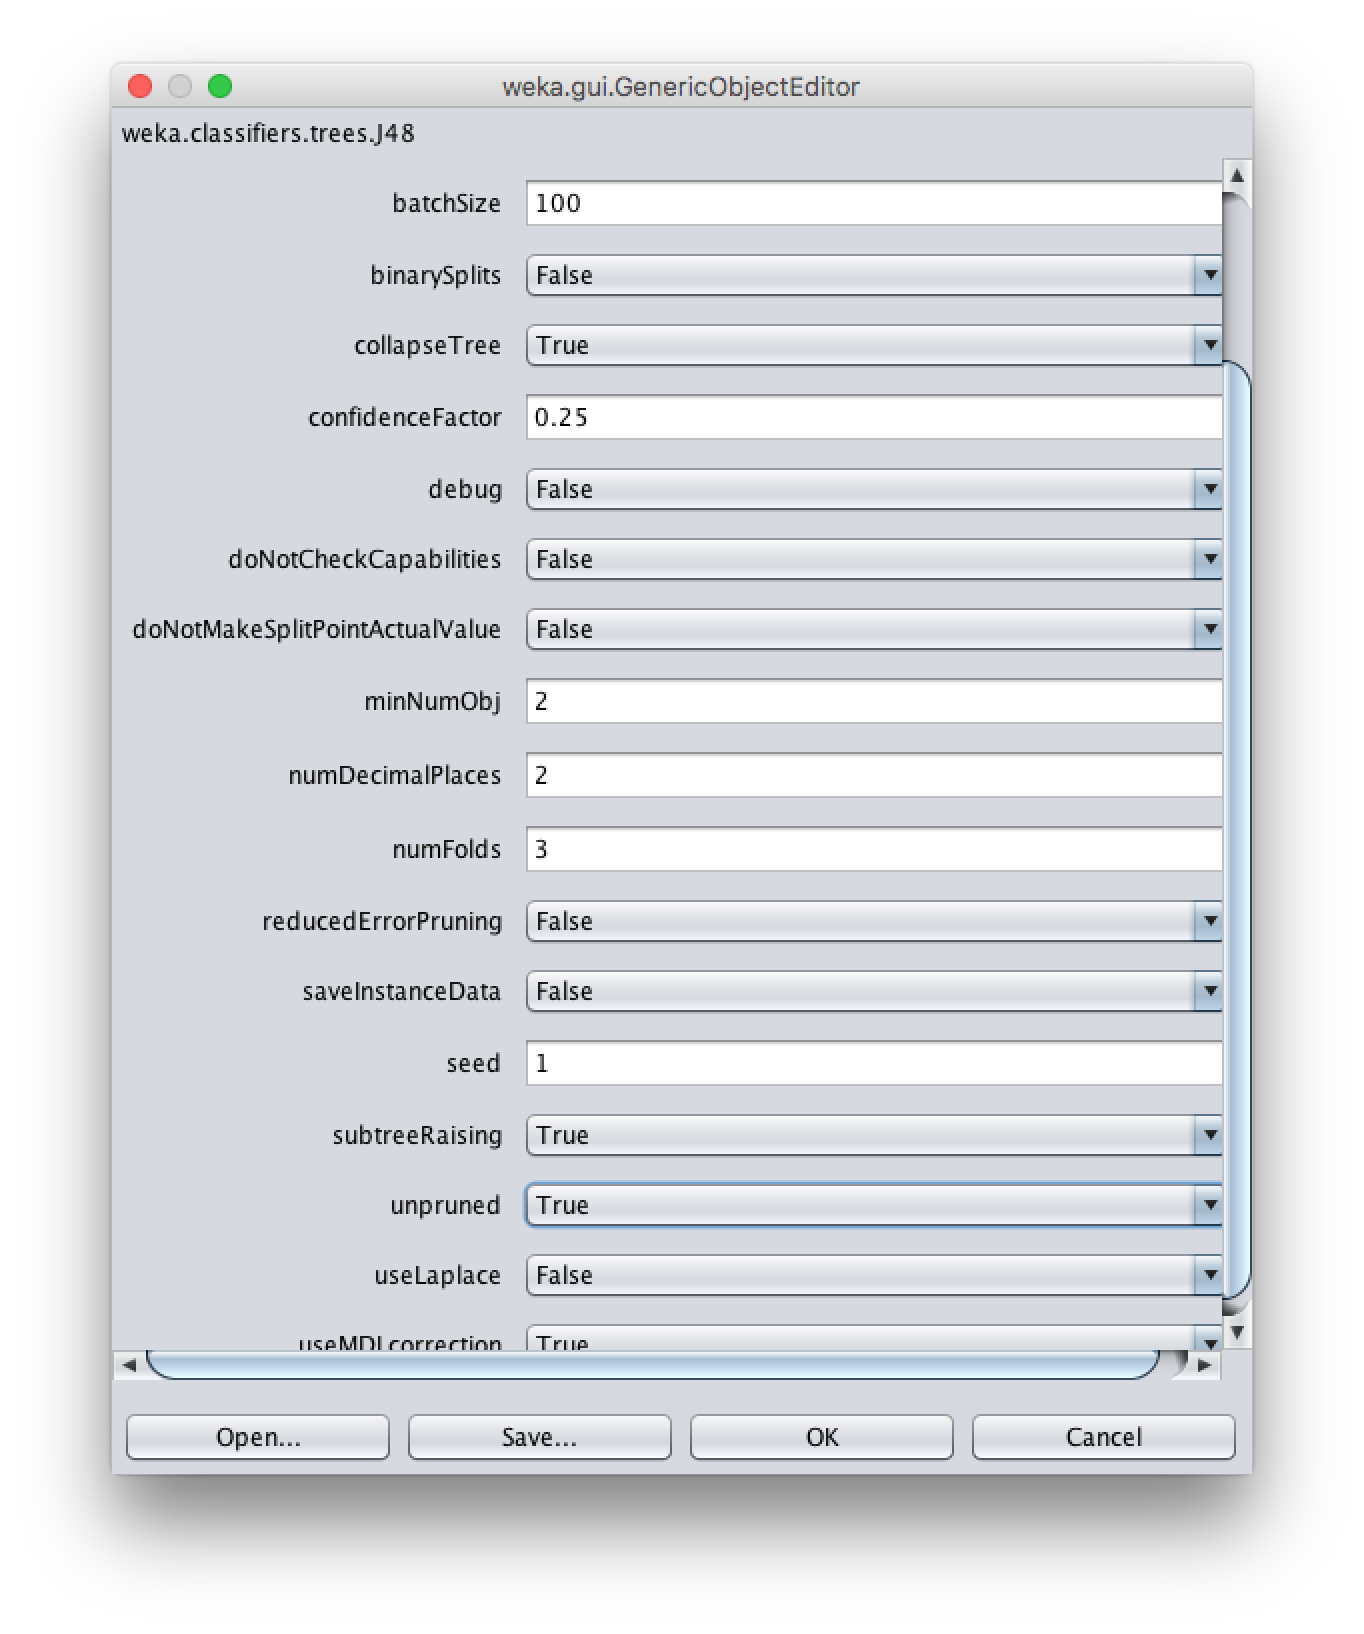 weka.gui.GenericObjectEditor
weka.classifiers.trees.J48
batchSize 100
binarySplits False
collapseTree True
confidenceFactor 0.25
debug False
doNotCheckCapabilities False
doNotMakeSplitPointActualValue False
minNumObj 2
numDecimalPlaces 2
numFolds 3
reducedErrorPruning False
saveInstanceData False
seed 1
subtreeRaising True
unpruned True
useLaplace False
useMDLcorrection True
Open... Save... OK Cancel